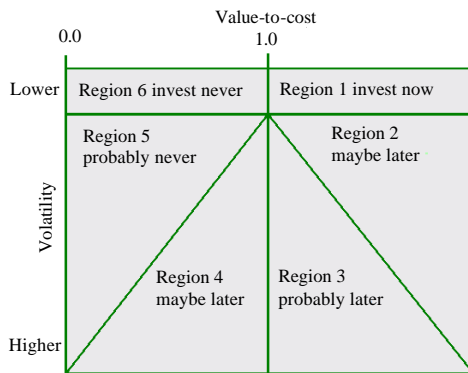 Value-to-cost
0.0
1.0
Lower
Region 6 invest never
Region 1 invest now
Region 5
probably never
Region 2
maybe later
Volatility
Region 4
maybe later
Region 3
probably later
Higher